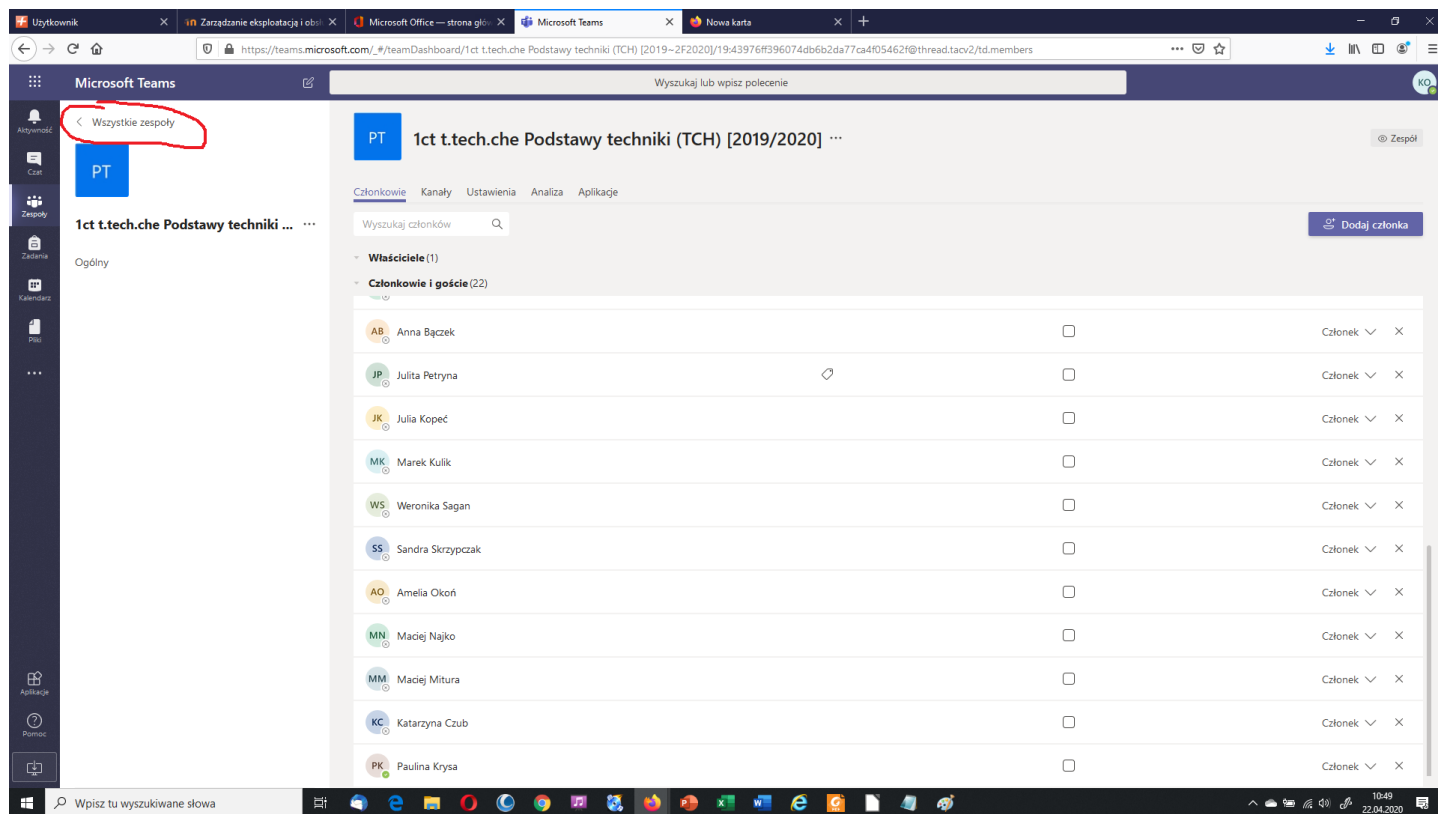 Użytkownik
Zarządzanie eksploatacją i obsłu
Microsoft Office — strona głów
Microsoft Teams
Nowa karta
https://teams.microsoft.com/_#/teamDashboard/1ct t.tech.che Podstawy techniki (TCH) [2019~2F2020]/19:43976ff396074db6b2da77ca4f05462f@thread.tacv2/td.members
Microsoft Teams
Wyszukaj lub wpisz polecenie
KO
Aktywność
Czat
Zespoły
Zadania
Kalendarz
Pliki
Aplikacje
Pomoc
Wszystkie zespoły
PT
1ct t.tech.che Podstawy techniki ...
Ogólny
PT
1ct t.tech.che Podstawy techniki (TCH) [2019/2020]
Zespół
Członkowie Kanały Ustawienia Analiza Aplikacje
Wyszukaj członków
Dodaj członka
Właściciele (1)
Członkowie i goście (22)
AB Anna Bączek Członek
JP Julita Petryna Członek
JK Julia Kopeć Członek
MK Marek Kulik Członek
WS Weronika Sagan Członek
SS Sandra Skrzypczak Członek
AO Amelia Okoń Członek
MN Maciej Najko Członek
MM Maciej Mitura Członek
KC Katarzyna Czub Członek
PK Paulina Krysa Członek
Wpisz tu wyszukiwane słowa
10:49
22.04.2020